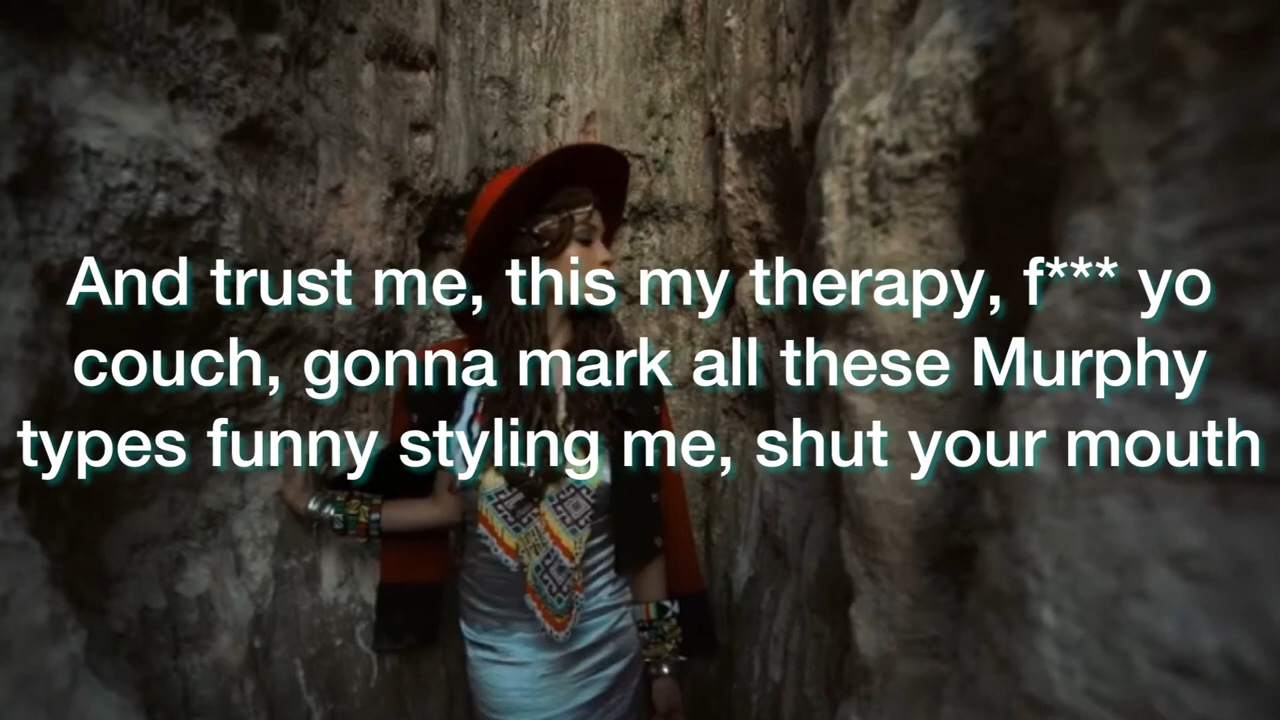 And trust me, this my therapy, f*** yo
couch, gonna mark all these Murphy
types funny styling me, shut your mouth